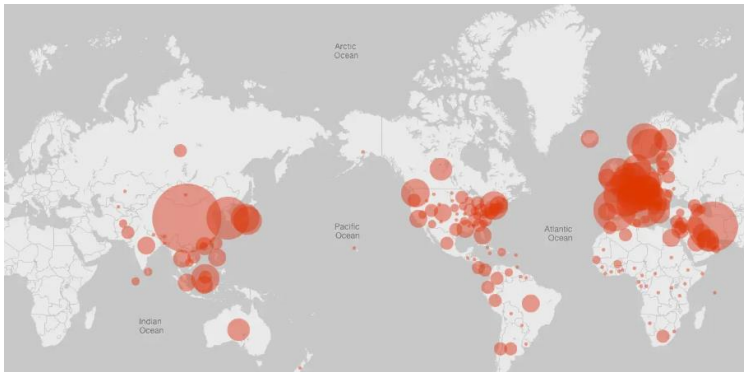 Arctic
Ocean
Pacific
Ocean
Atlantic
Ocean
Indian
Ocean